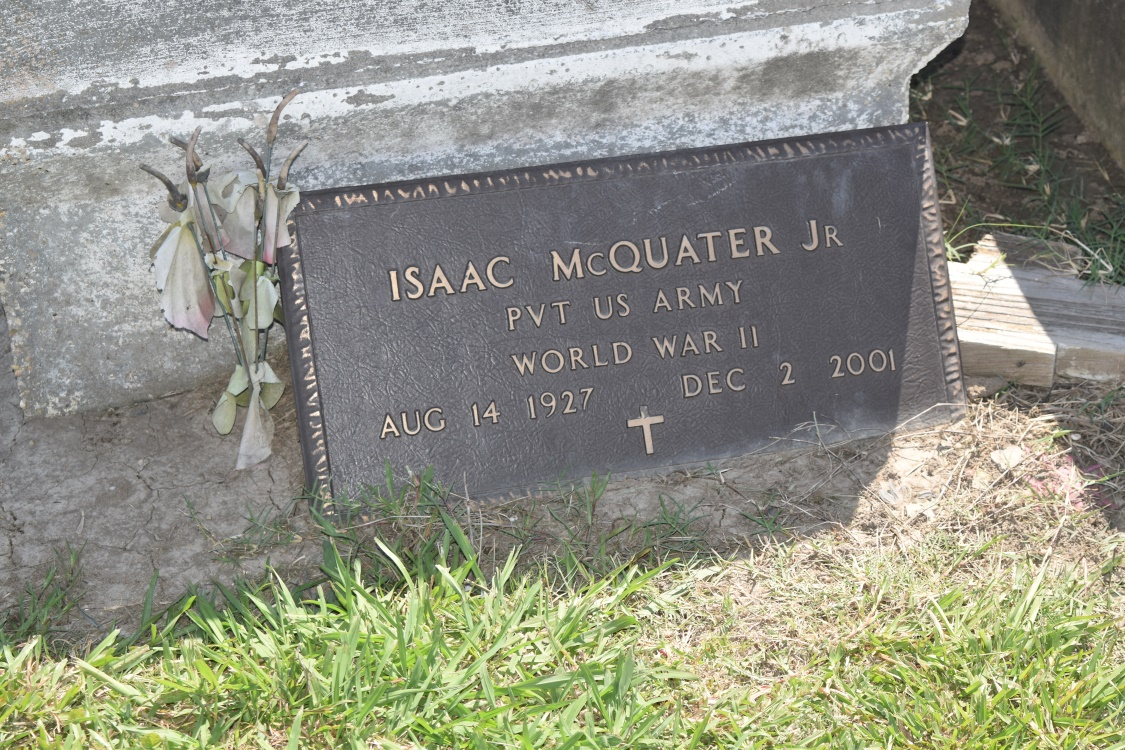 ISAAC McQUATER Jr
PVT US ARMY
WORLD WAR II
AUG 14 1927 DEC 2 2001